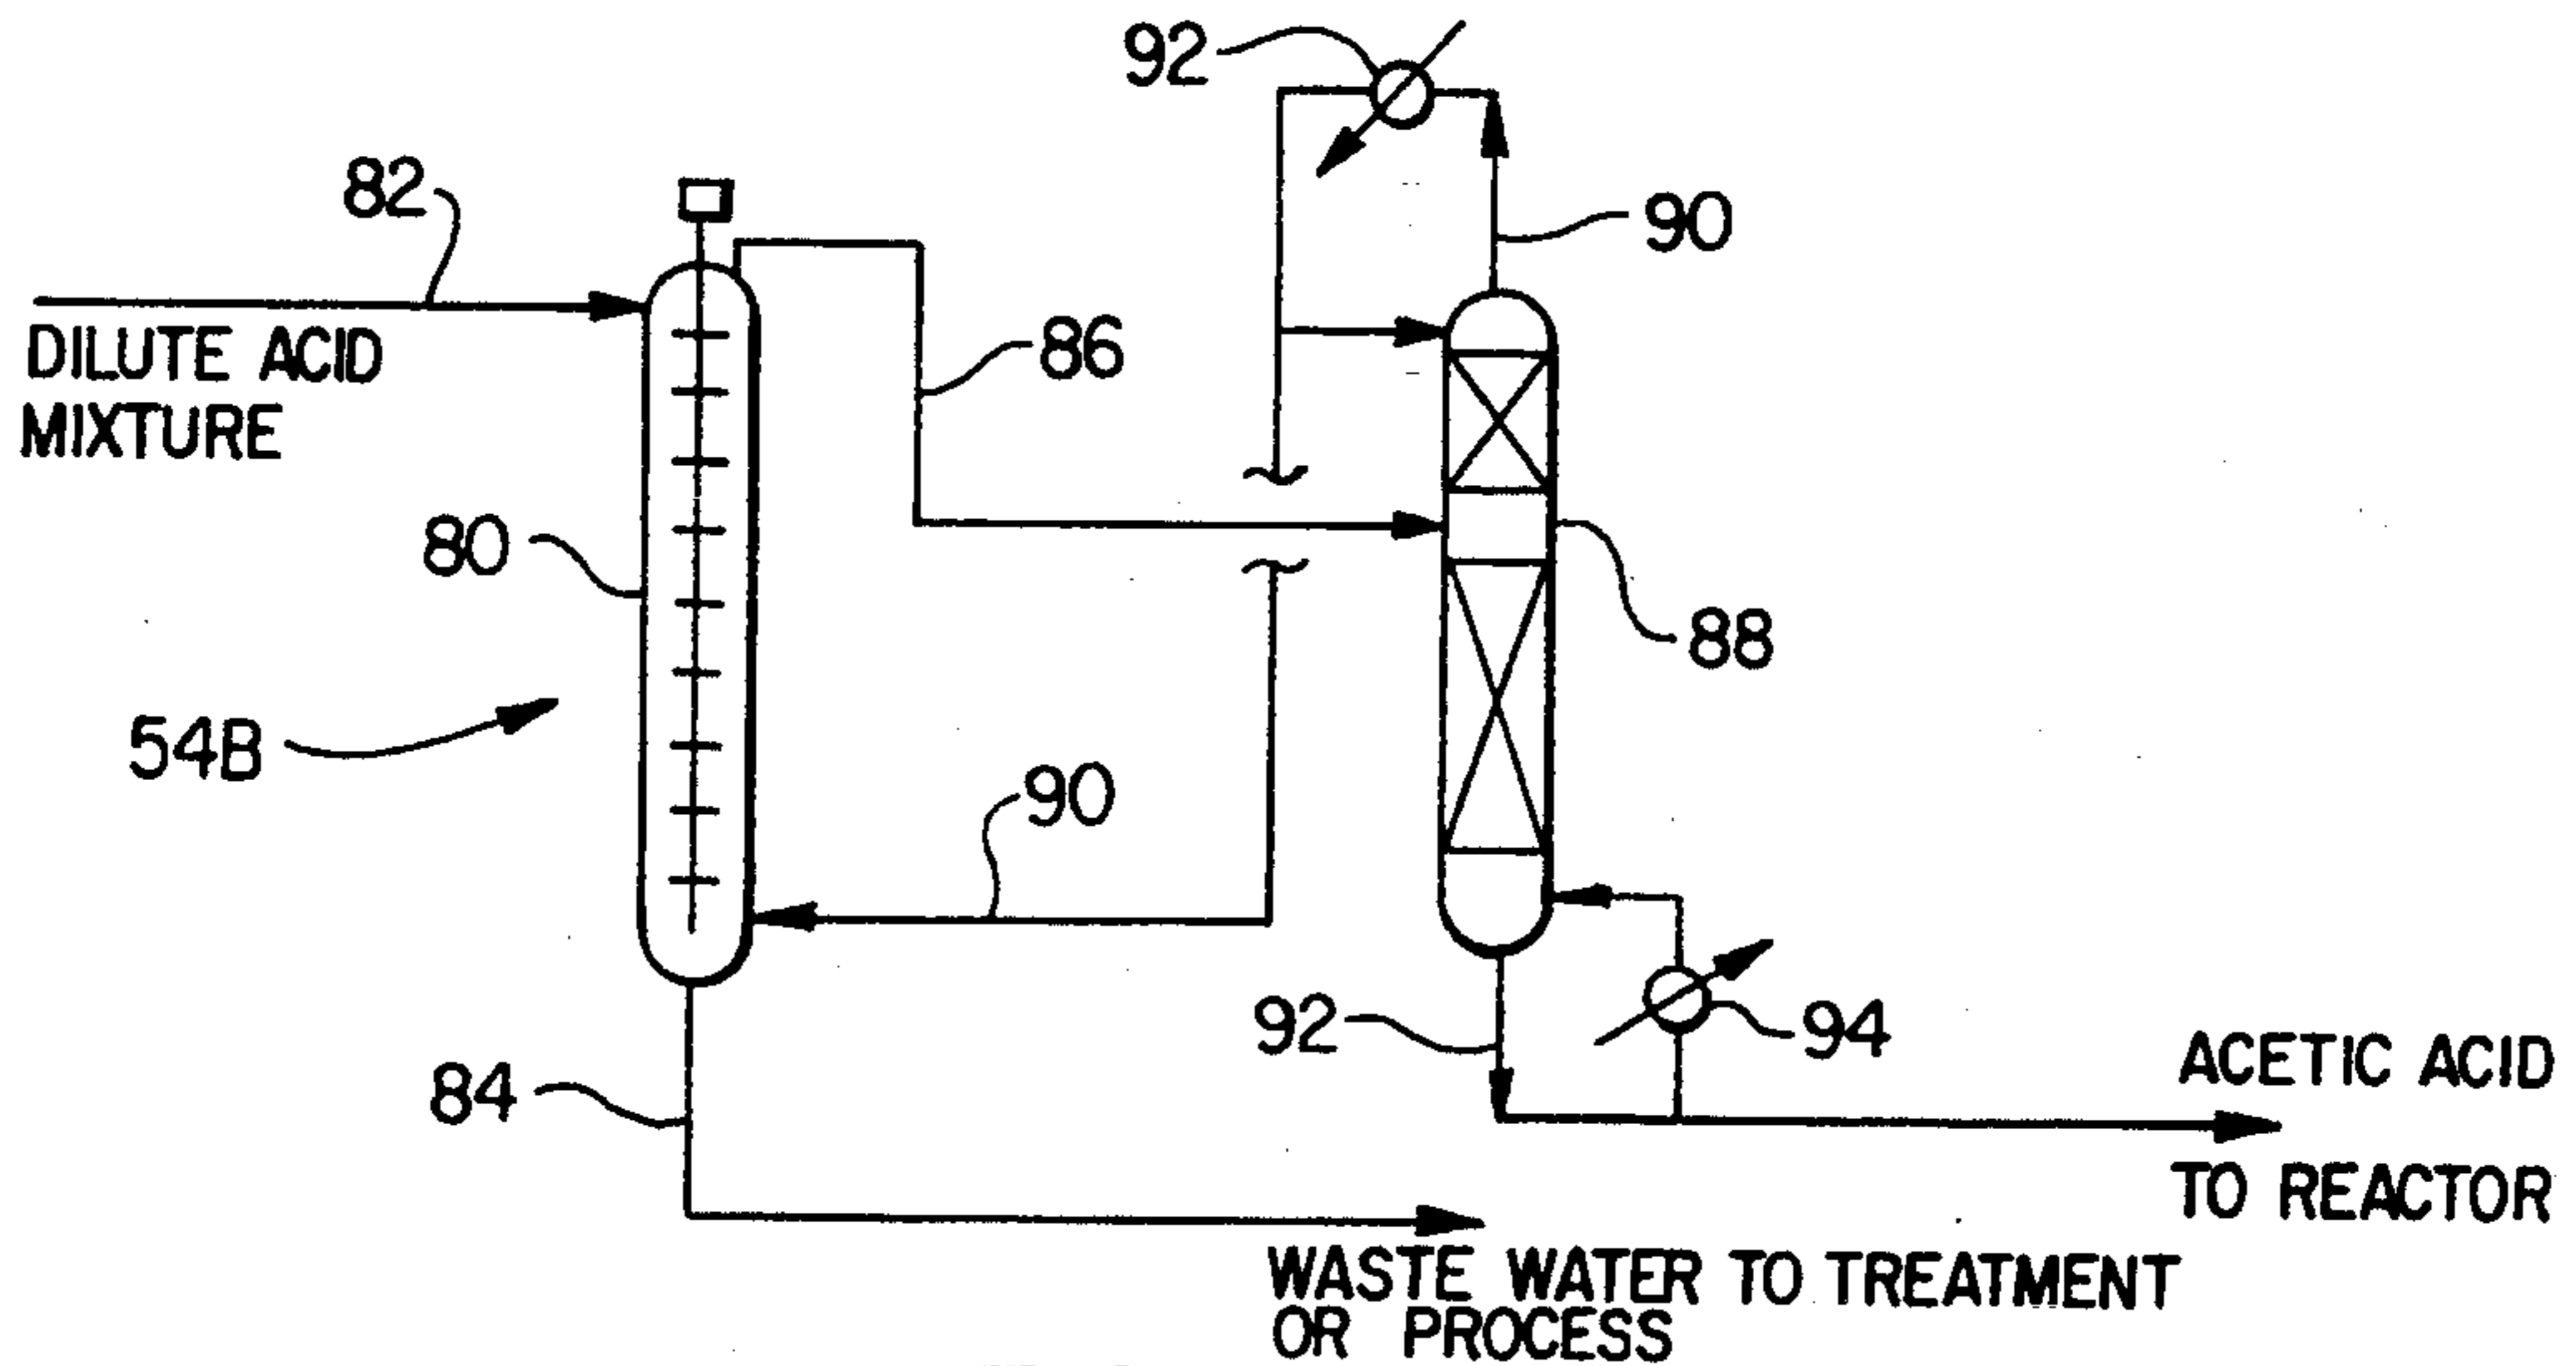 92
82
90
DILUTE ACID
MIXTURE
86
80
88
54B
90
92
94
84
ACETIC ACID
TO REACTOR
WASTE WATER TO TREATMENT
OR PROCESS